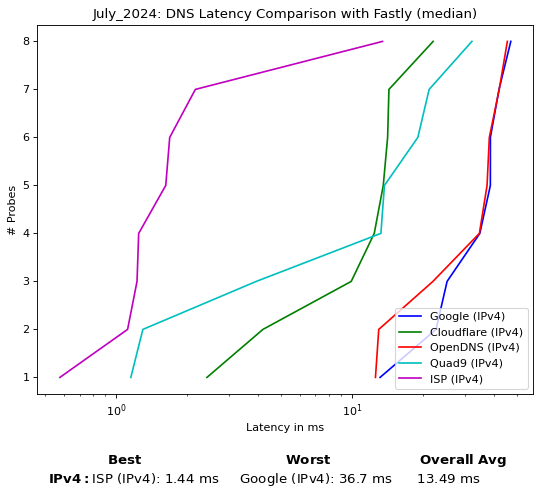 July_2024: DNS Latency Comparison with Fastly (median)
8
7
6
5
4
3
2
1
# Probes
10⁰
10¹
Latency in ms
Google (IPv4)
Cloudflare (IPv4)
OpenDNS (IPv4)
Quad9 (IPv4)
ISP (IPv4)
Best Worst Overall Avg
IPv4: ISP (IPv4): 1.44 ms Google (IPv4): 36.7 ms 13.49 ms